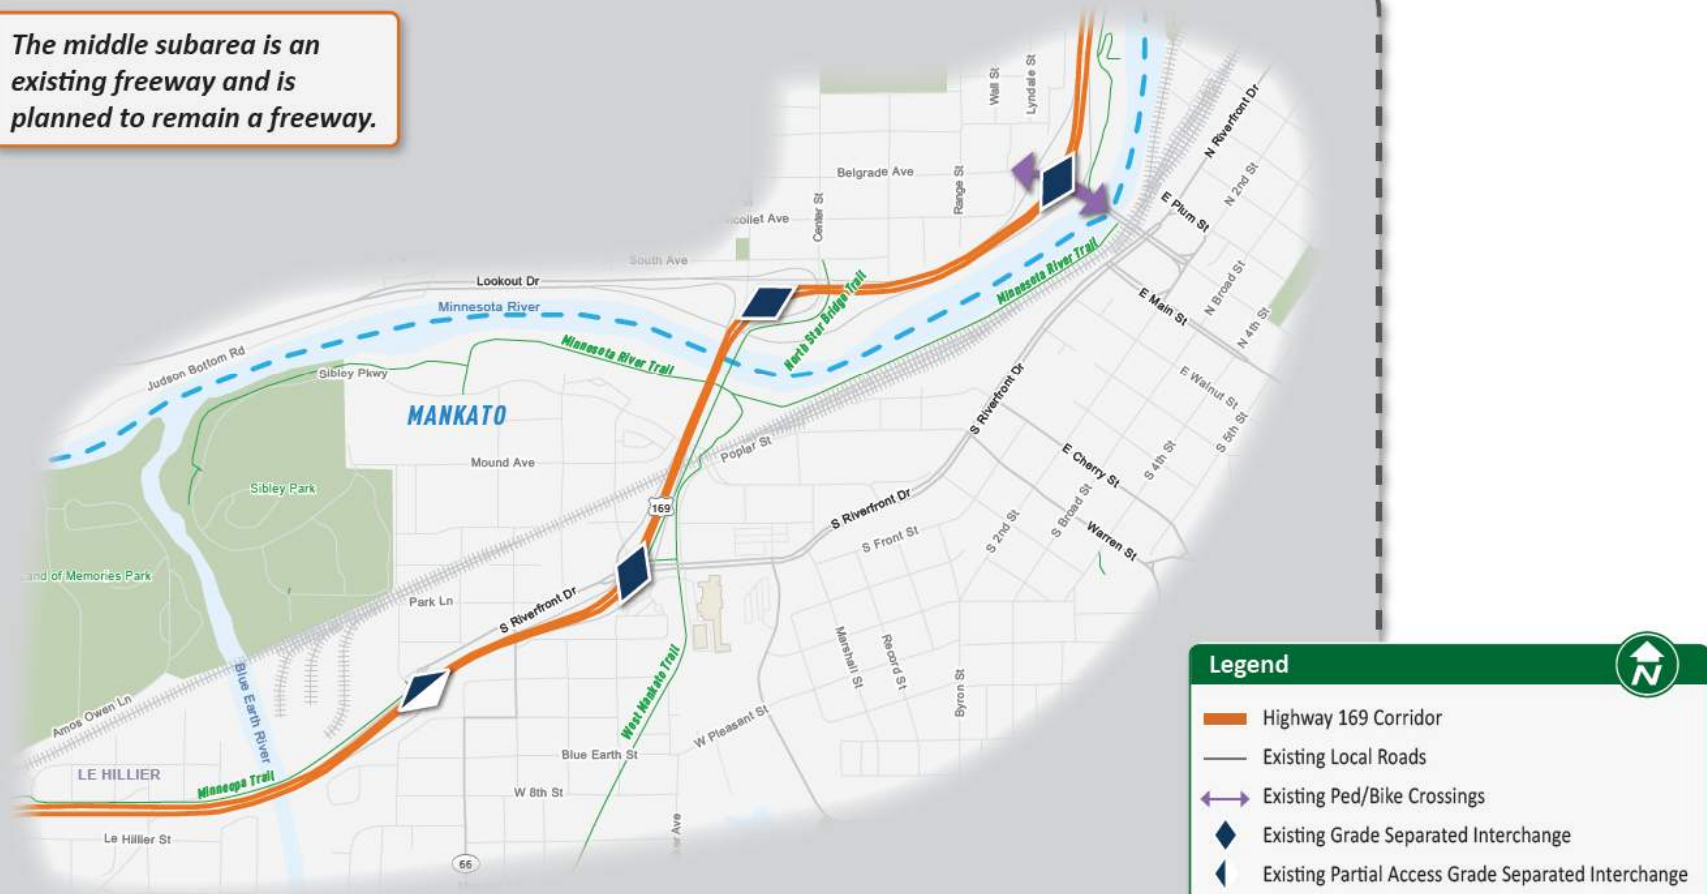 The middle subarea is an
existing freeway and is
planned to remain a freeway.
Wall St
Lyndale St
N Riverfront Dr
Belgrade Ave
Range St
Center St
N 2nd St
E Plum St
South Ave
Lookout Dr
Minnesota River
Minnesota River Trail
North Star Bridge Trail
N Broad St
E Main St
N 4th St
Judson Bottom Rd
Sibley Pkwy
Minnesota River Trail
E Walnut St
S Riverfront Dr
MANKATO
S 5th St
Mound Ave
Poplar St
E Cherry St
S 4th St
Sibley Park
169
S Riverfront Dr
S Broad St
S Front St
S 2nd St
Warren St
of Memories Park
Park Ln
S Riverfront Dr
Marshall St
Record St
Byron St
West Mankato Trail
Blue Earth River
Amos Owen Ln
W Pleasant St
Blue Earth St
LE HILLIER
Minneopa Trail
W 8th St
Le Hillier St
Ave
66
Legend
N
Highway 169 Corridor
Existing Local Roads
Existing Ped/Bike Crossings
Existing Grade Separated Interchange
Existing Partial Access Grade Separated Interchange